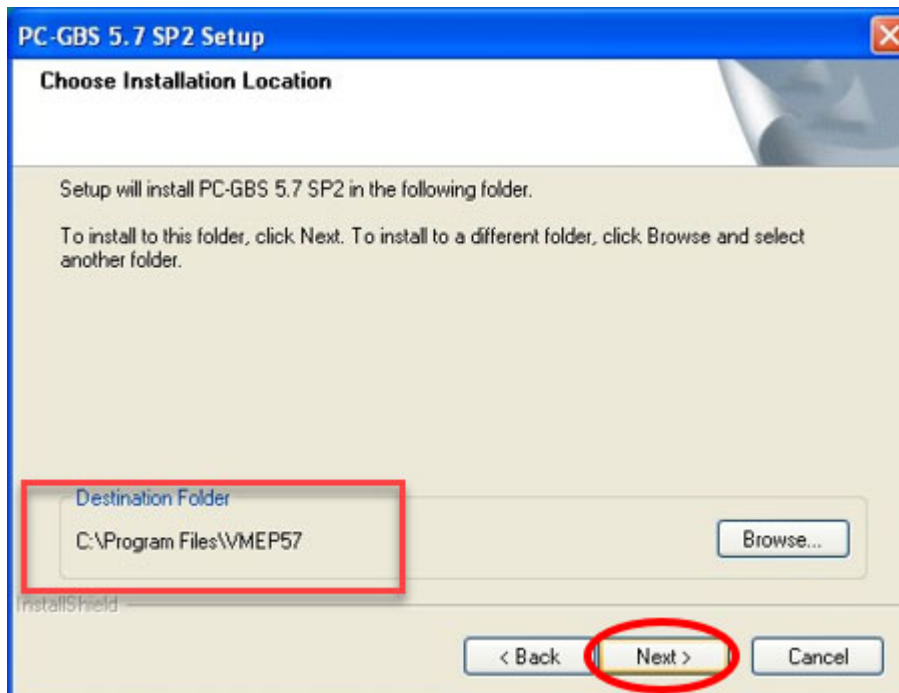 PC-GBS 5.7 SP2 Setup
Choose Installation Location
Setup will install PC-GBS 5.7 SP2 in the following folder.
To install to this folder, click Next. To install to a different folder, click Browse and select
another folder.
Destination Folder
C:\Program Files\VMEP57
Browse...
InstallShield
< Back
Next >
Cancel